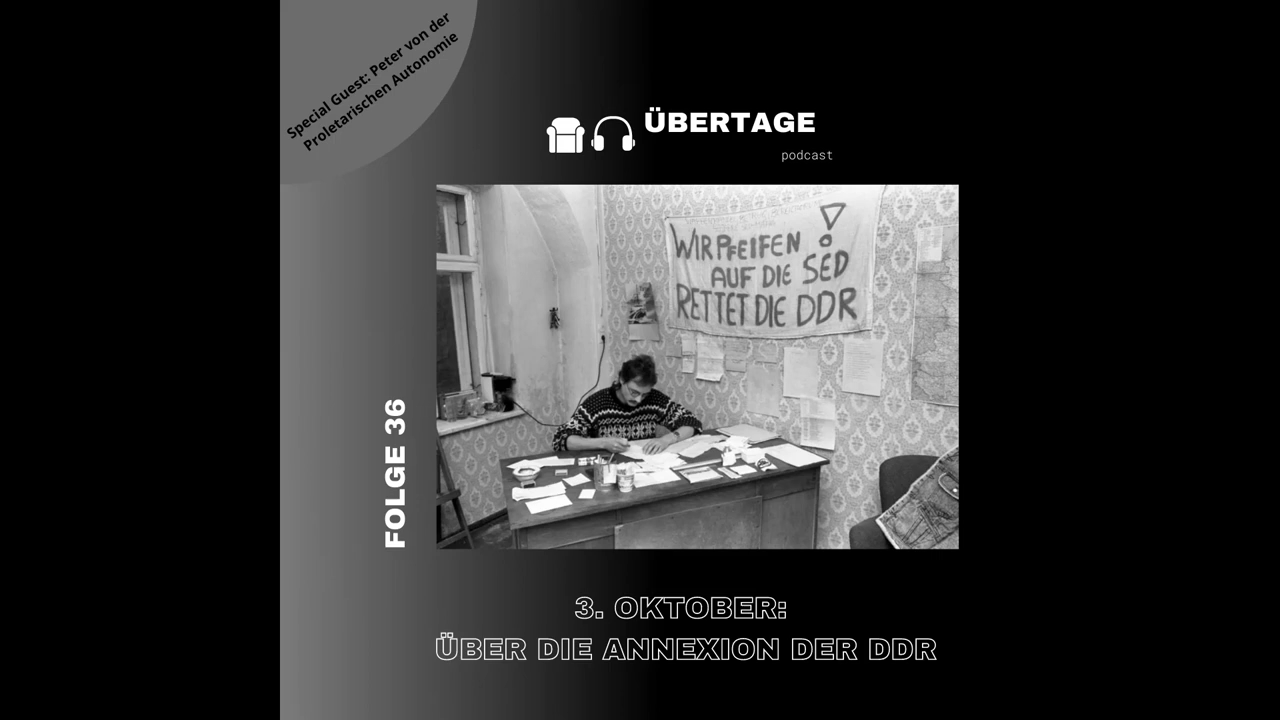 Special Guest: Peter von der
Proletarischen Autonomie
ÜBERTAGE
podcast
WIR PFEIFEN
AUF DIE SED
RETTET DIE DDR!
FOLGE 36
3. OKTOBER:
ÜBER DIE ANNEXION DER DDR